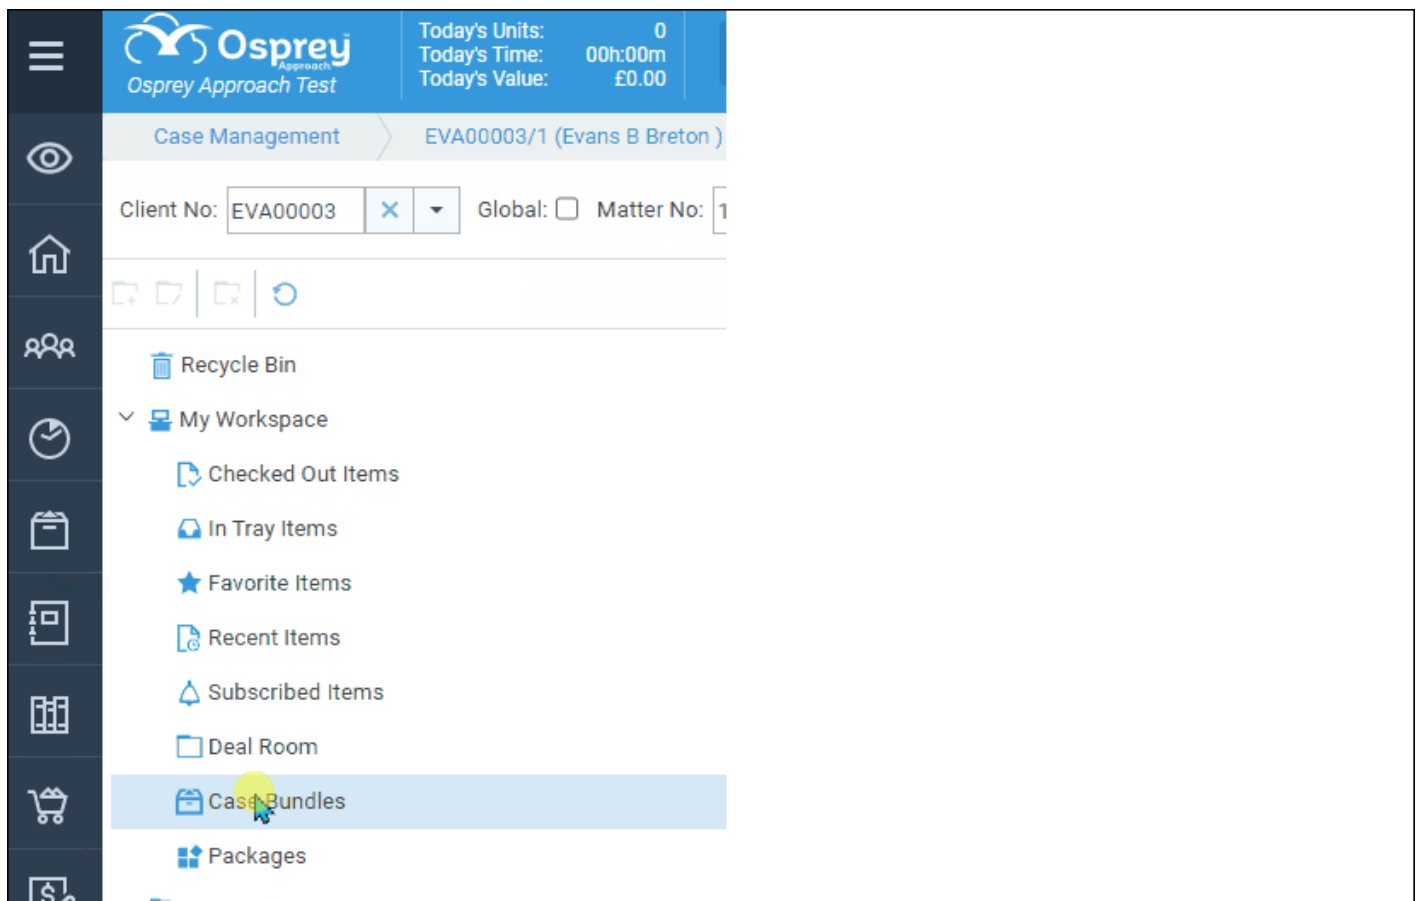 Osprey
Approach
Osprey Approach Test
Today's Units: 0
Today's Time: 00h:00m
Today's Value: £0.00
Case Management EVA00003/1 (Evans B Breton )
Client No: EVA00003 Global: Matter No: 1
Recycle Bin
My Workspace
Checked Out Items
In Tray Items
Favorite Items
Recent Items
Subscribed Items
Deal Room
Case Bundles
Packages